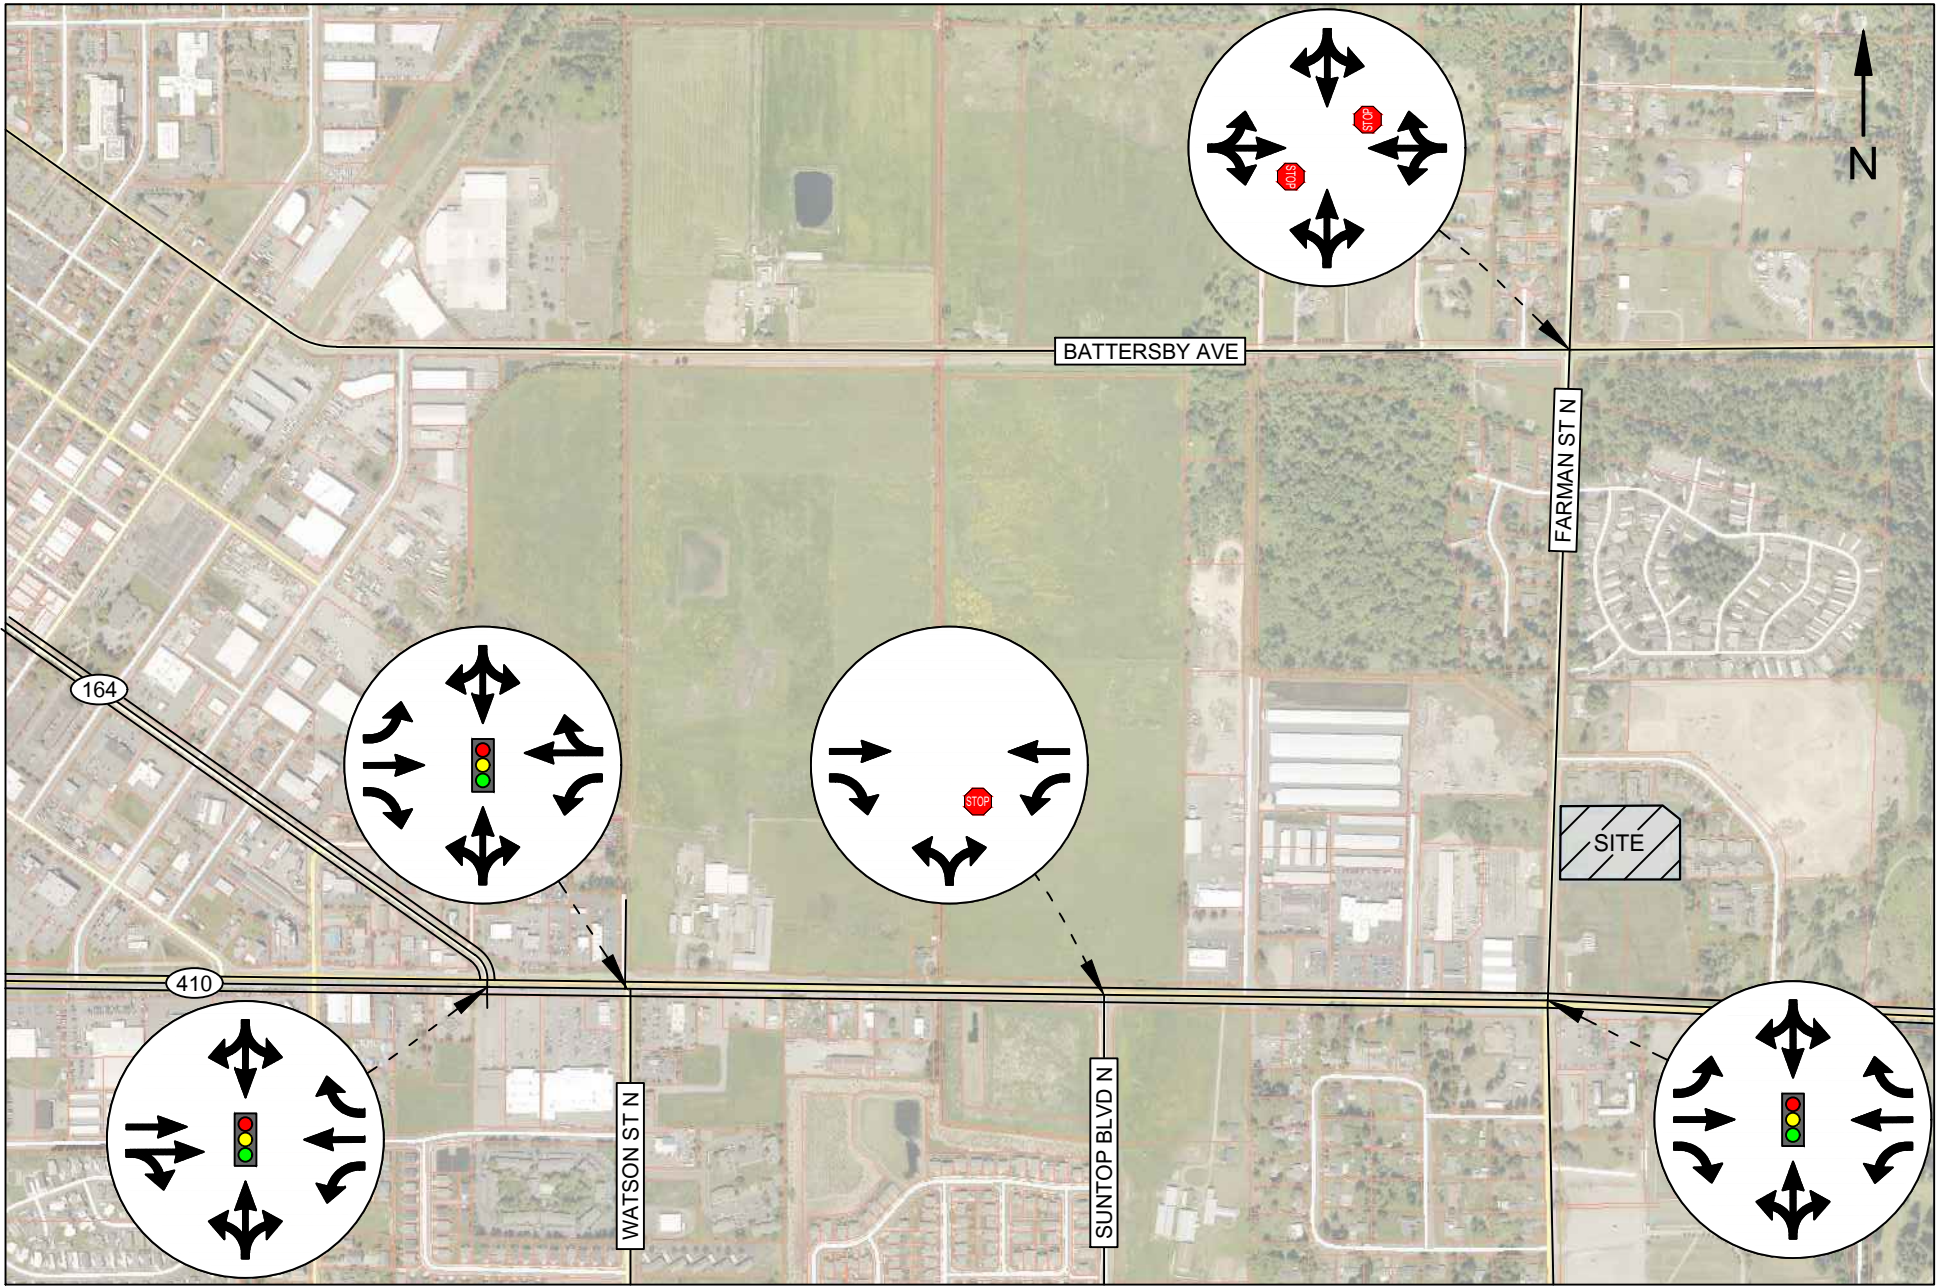 STOP
STOP
N
BATTERSBY AVE
FARMAN ST N
164
STOP
SITE
410
WATSON ST N
SUNTOP BLVD N